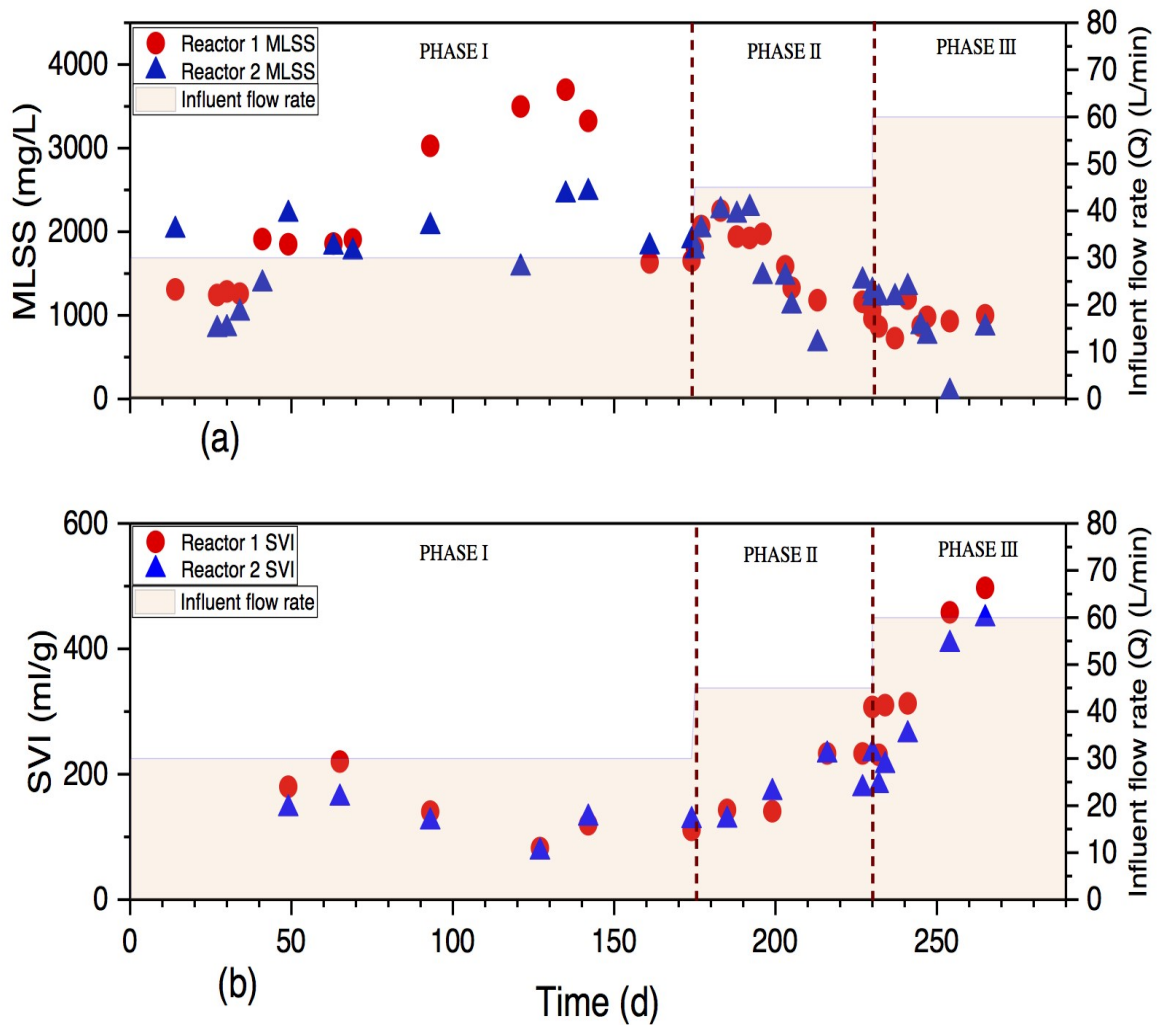 Reactor 1 MLSS
Reactor 2 MLSS
Influent flow rate
PHASE I
PHASE II
PHASE III
MLSS (mg/L)
4000
3000
2000
1000
0
Influent flow rate (Q) (L/min)
80
70
60
50
40
30
20
10
0
(a)
Reactor 1 SVI
Reactor 2 SVI
Influent flow rate
PHASE I
PHASE II
PHASE III
SVI (ml/g)
600
400
200
0
Influent flow rate (Q) (L/min)
80
70
60
50
40
30
20
10
0
0 50 100 150 200 250
(b)
Time (d)